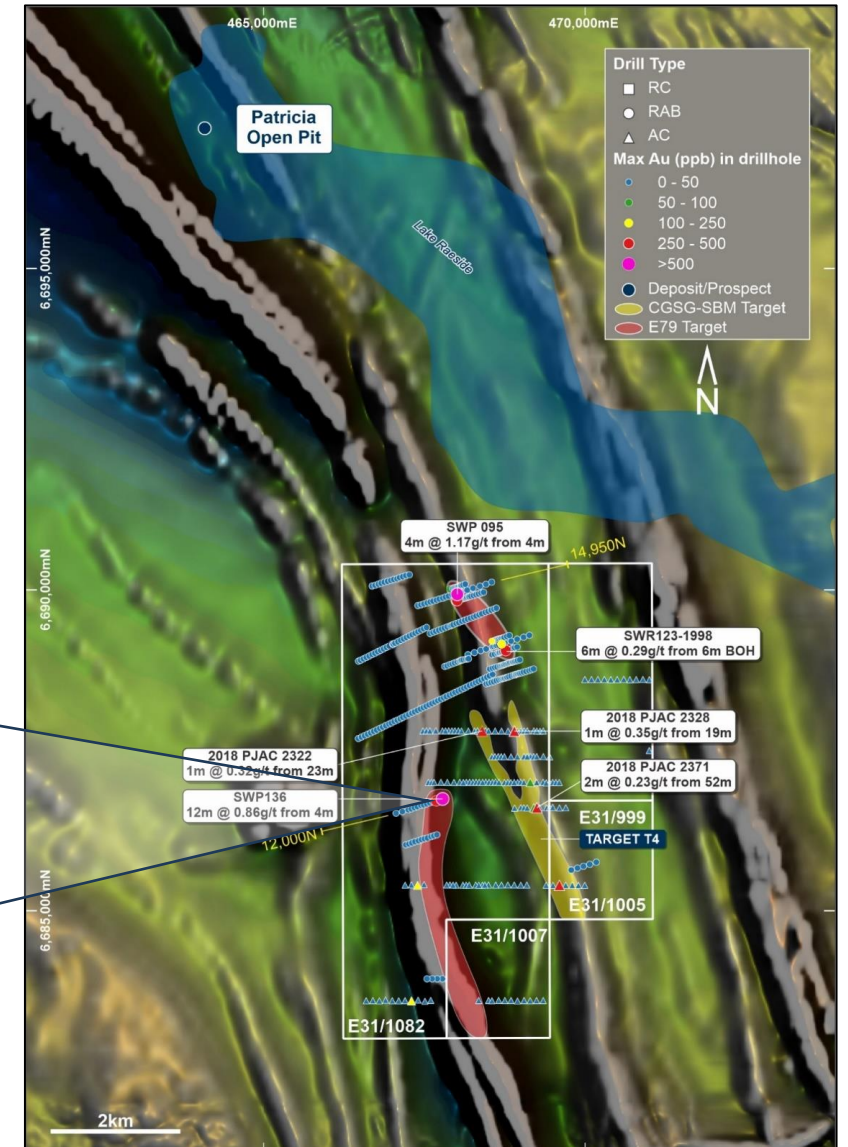 465,000mE
470,000mE
Drill Type
RC
RAB
AC
Max Au (ppb) in drillhole
0 - 50
50 - 100
100 - 250
250 - 500
>500
Deposit/Prospect
CGSG-SBM Target
E79 Target
N
Patricia
Open Pit
Lake Raeside
6,695,000mN
SWP 095
4m @ 1.17g/t from 4m
14,950N
6,690,000mN
SWR123-1998
6m @ 0.29g/t from 6m BOH
2018 PJAC 2328
1m @ 0.35g/t from 19m
2018 PJAC 2322
1m @ 0.32g/t from 23m
2018 PJAC 2371
2m @ 0.23g/t from 52m
SWP136
12m @ 0.86g/t from 4m
12,000N
E31/999
TARGET T4
E31/1005
6,685,000mN
E31/1007
E31/1082
2km